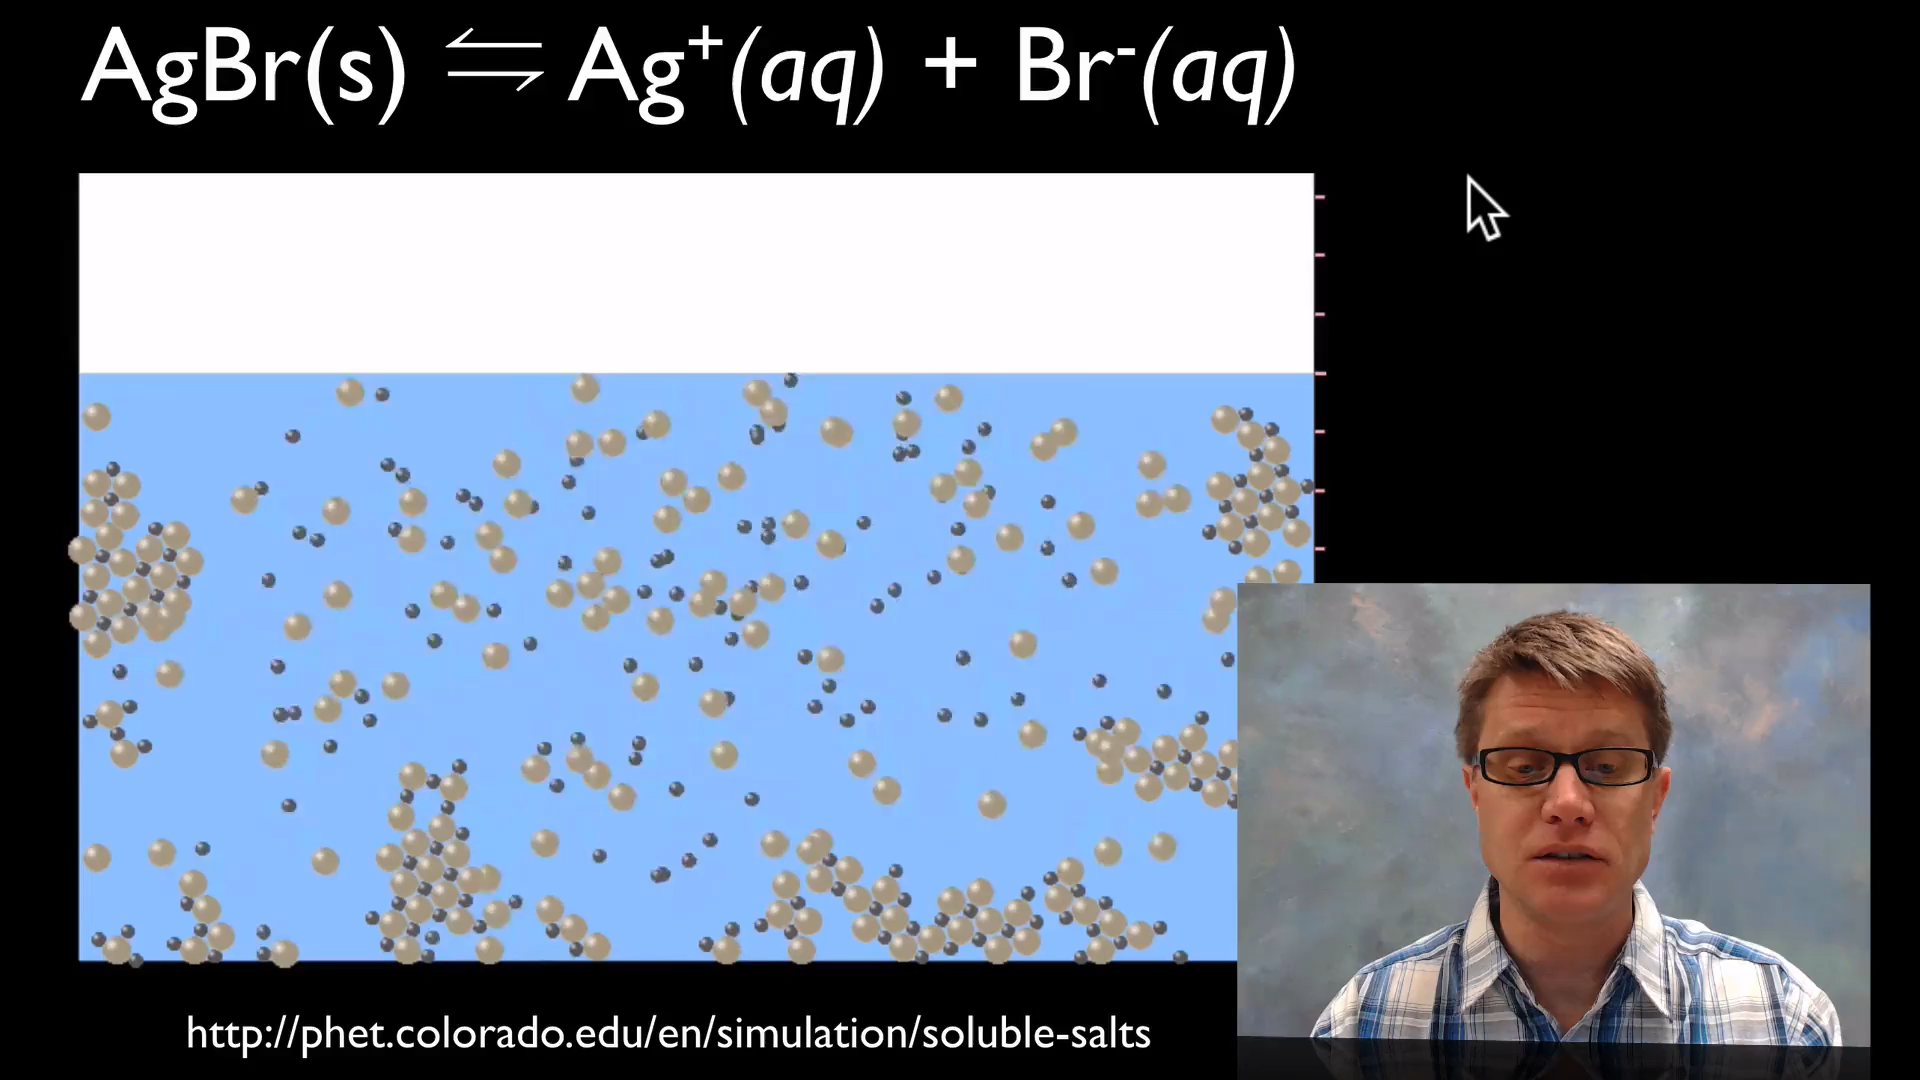 AgBr(s) ⇌ Ag⁺(aq) + Br⁻(aq)
http://phet.colorado.edu/en/simulation/soluble-salts